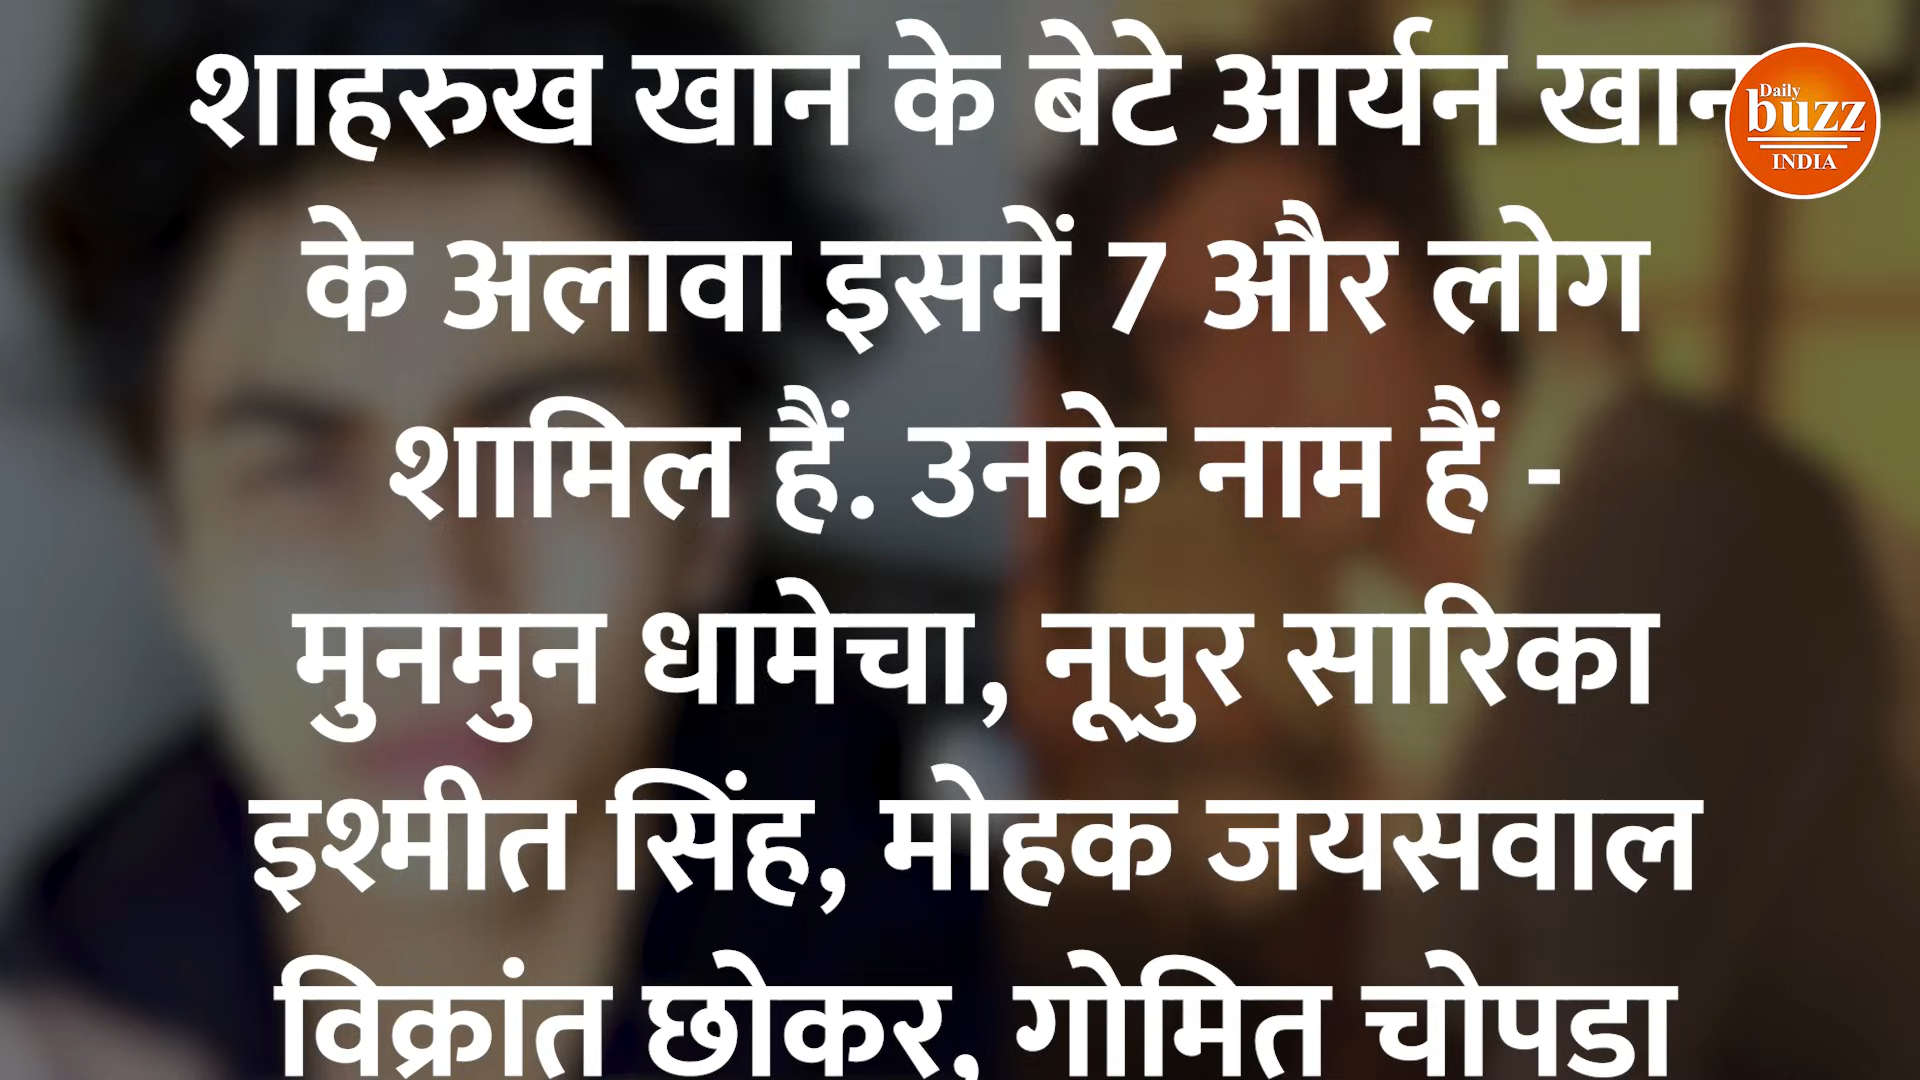 शाहरुख खान के बेटे आर्यन खान
Daily
buzz
INDIA
के अलावा इसमें 7 और लोग
शामिल हैं. उनके नाम हैं -
मुनमुन धामेचा, नूपुर सारिका
इश्मीत सिंह, मोहक जयसवाल
विक्रांत छोकर, गोमित चोपडा